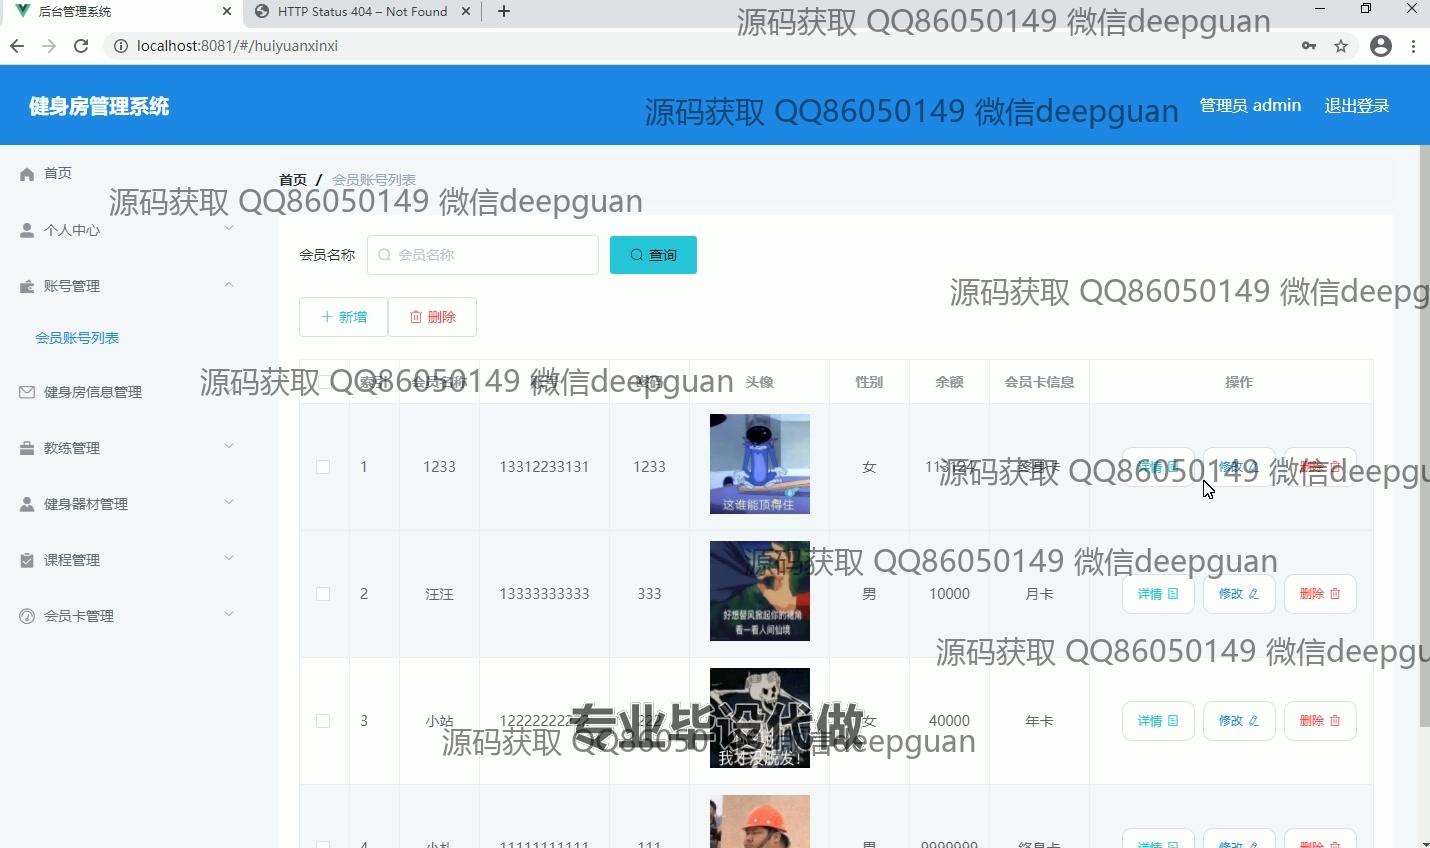 后台管理系统
HTTP Status 404 – Not Found
源码获取 QQ86050149 微信deepguan
localhost:8081/#/huiyuanxinxi
健身房管理系统
源码获取 QQ86050149 微信deepguan
管理员 admin
退出登录
首页
首页 / 会员账号列表
源码获取 QQ86050149 微信deepguan
个人中心
会员名称
会员名称
查询
账号管理
源码获取 QQ86050149 微信deepg
新增
删除
会员账号列表
健身房信息管理
源码获取 QQ86050149 微信deepguan
索引 会员名称 头像 性别 余额 会员卡信息 操作
教练管理
健身器材管理
课程管理
会员卡管理
1 1233 13312233131 1233 女
这谁能顶得住
详情 修改 删除
源码获取 QQ86050149 微信deepgu
源码获取 QQ86050149 微信deepguan
2 汪汪 13333333333 333 男 10000 月卡 详情 修改 删除
好想替风掀起你的裙角
看一看人间仙境
源码获取 QQ86050149 微信deepgu
3 小站 女 40000 年卡 详情 修改 删除
专业毕设代做
源码获取 QQ86050149 微信deepguan
我才没脱发!
4 小札 11111111111 111 男 9999999 终身卡 详情 修改 删除